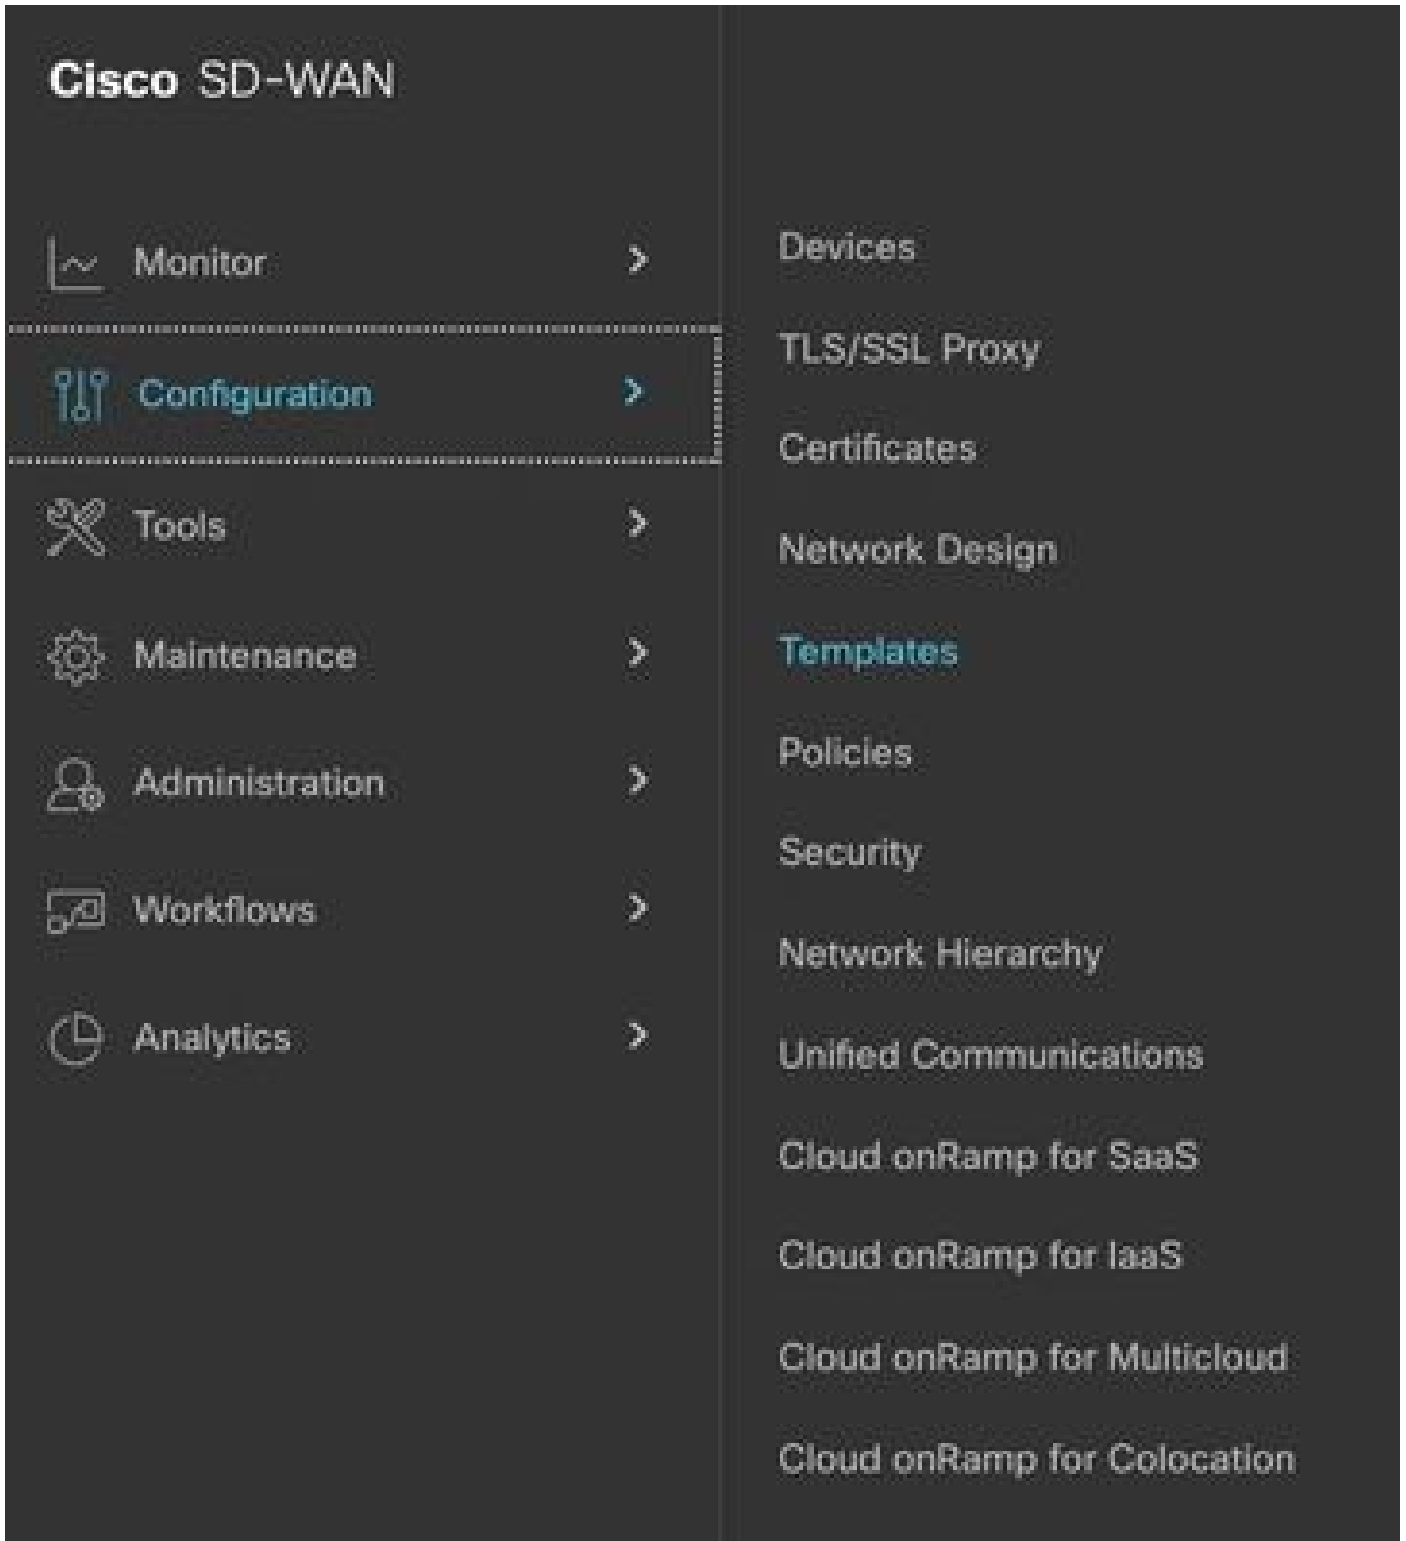 Cisco SD-WAN
Monitor
Configuration
Tools
Maintenance
Administration
Workflows
Analytics
Devices
TLS/SSL Proxy
Certificates
Network Design
Templates
Policies
Security
Network Hierarchy
Unified Communications
Cloud onRamp for SaaS
Cloud onRamp for IaaS
Cloud onRamp for Multicloud
Cloud onRamp for Colocation